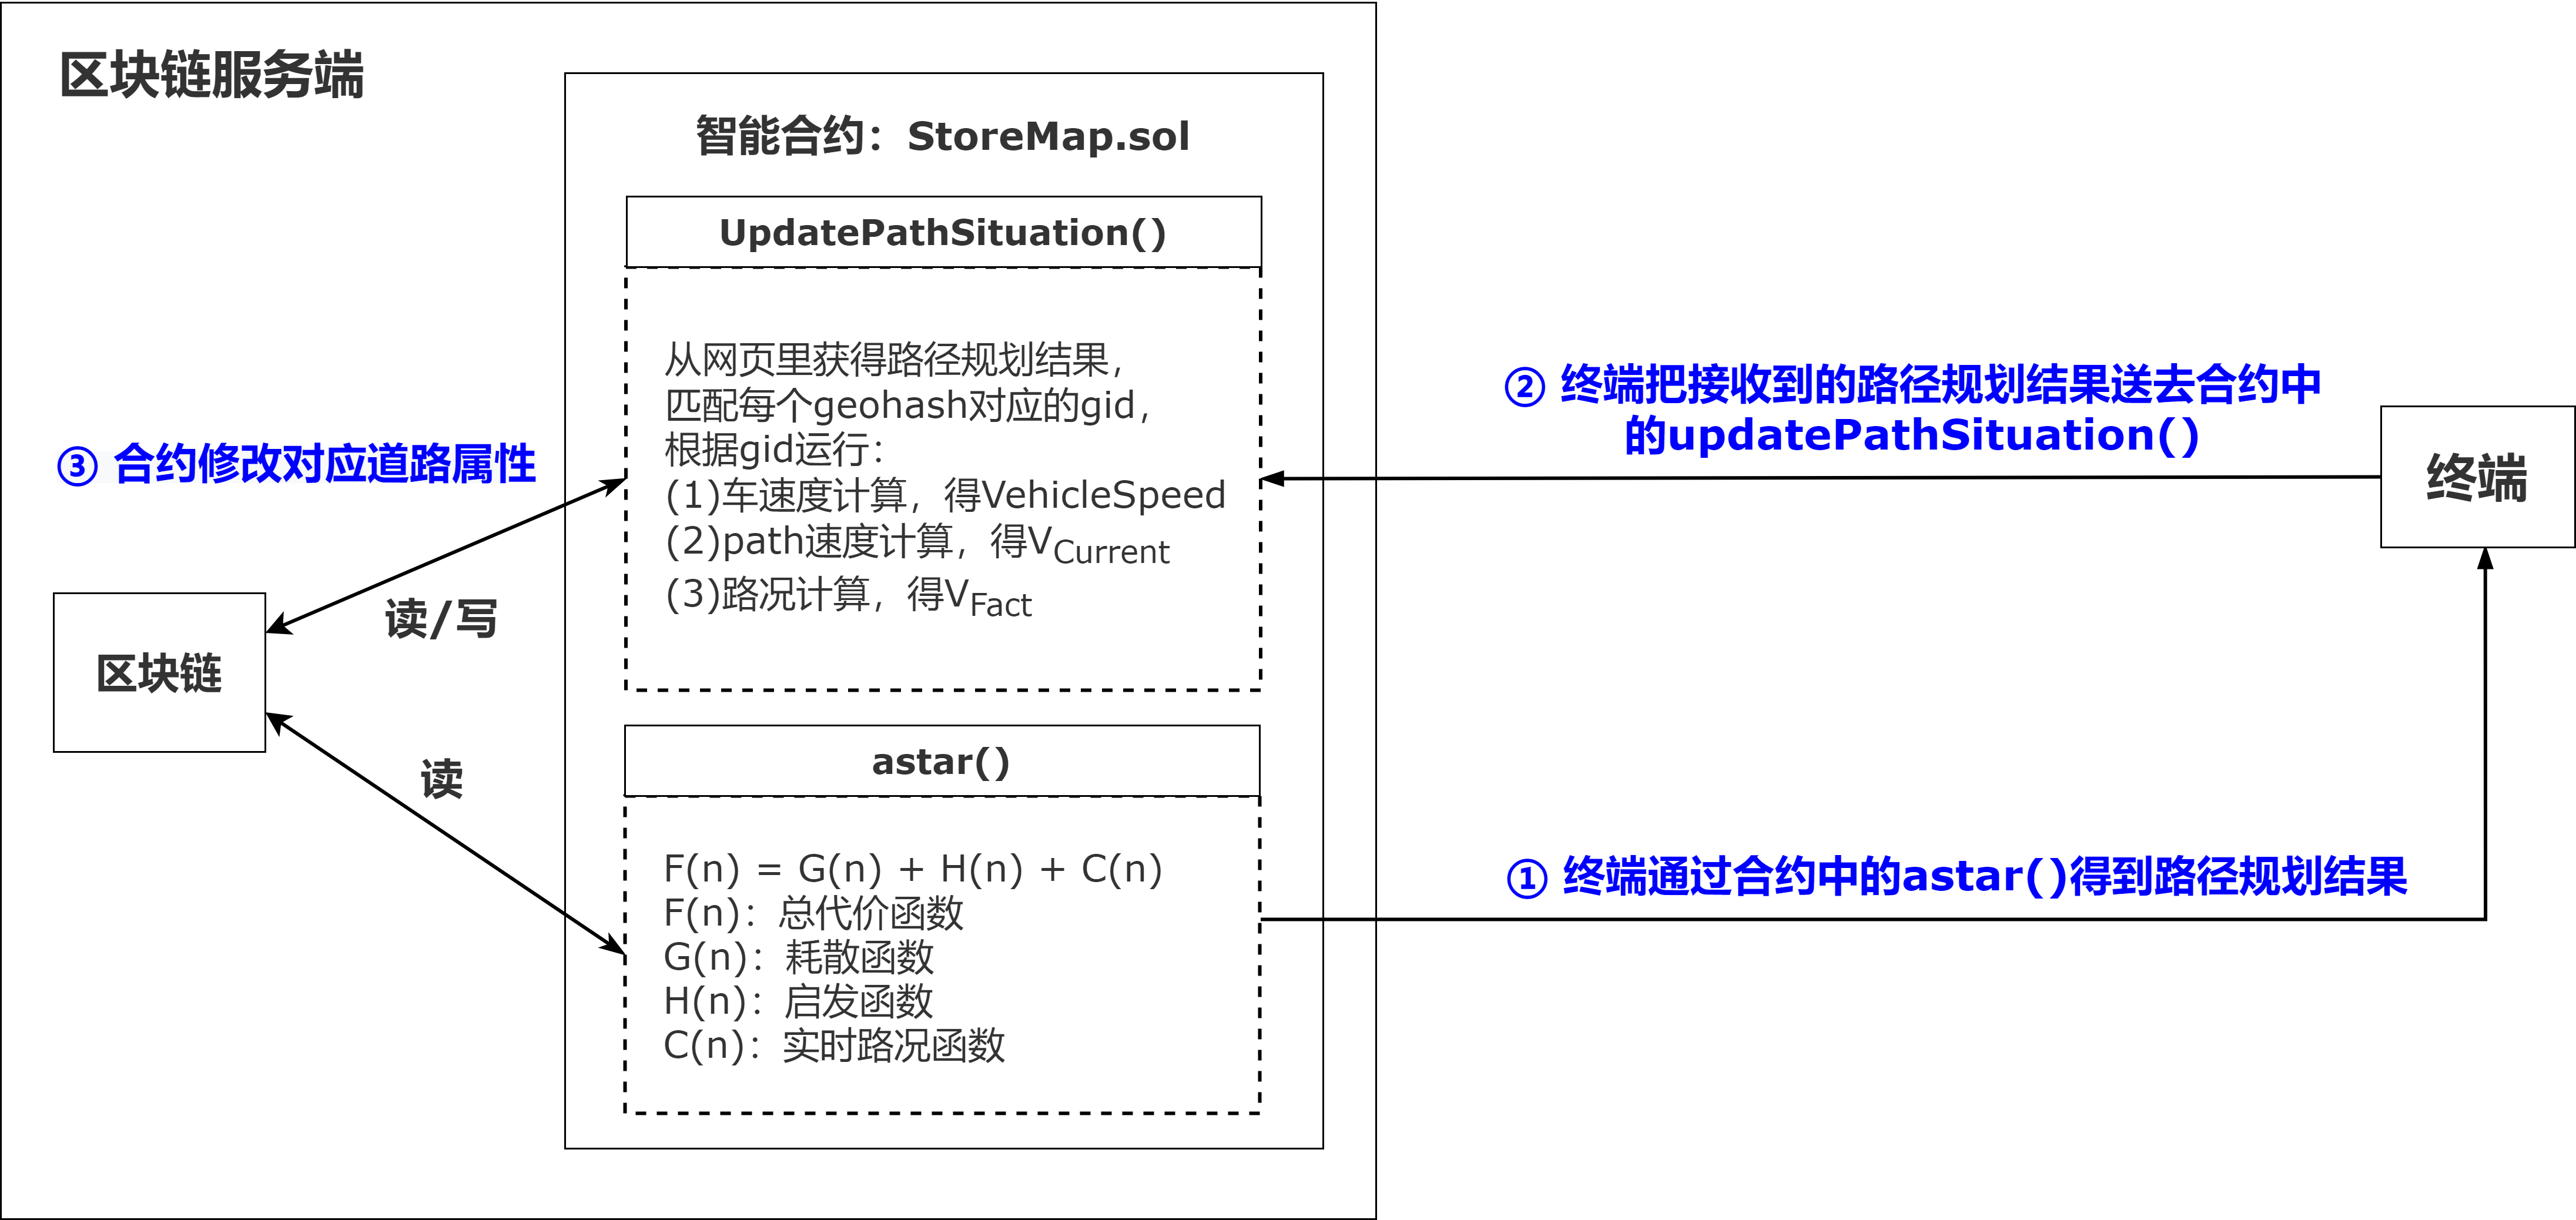 区块链服务端
智能合约：StoreMap.sol
UpdatePathSituation()
从网页里获得路径规划结果，
匹配每个geohash对应的gid，
根据gid运行：
(1)车速度计算，得VehicleSpeed
(2)path速度计算，得VCurrent
(3)路况计算，得VFact
② 终端把接收到的路径规划结果送去合约中
的updatePathSituation()
终端
③ 合约修改对应道路属性
读/写
区块链
读
astar()
F(n) = G(n) + H(n) + C(n)
F(n)：总代价函数
G(n)：耗散函数
H(n)：启发函数
C(n)：实时路况函数
① 终端通过合约中的astar()得到路径规划结果